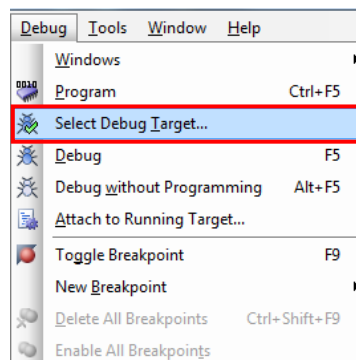 Debug Tools Window Help
Windows
Program Ctrl+F5
Select Debug Target...
Debug F5
Debug without Programming Alt+F5
Attach to Running Target...
Toggle Breakpoint F9
New Breakpoint
Delete All Breakpoints Ctrl+Shift+F9
Enable All Breakpoints